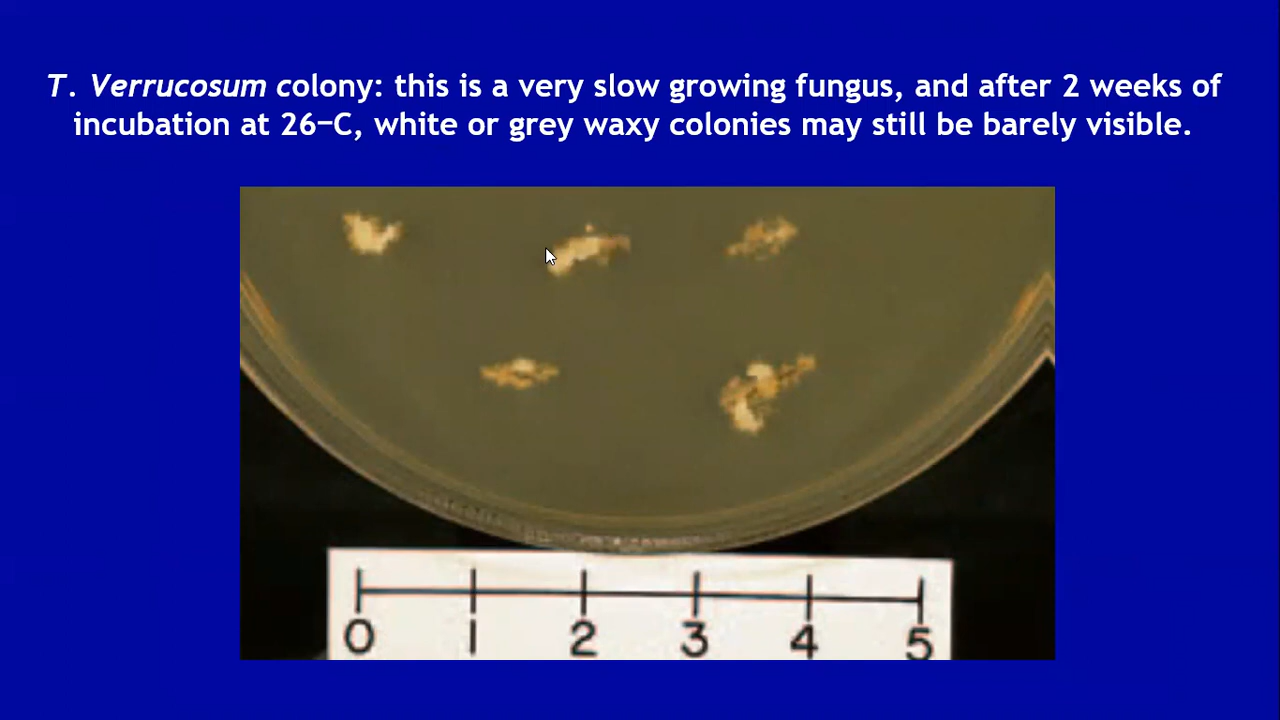 T. Verrucosum colony: this is a very slow growing fungus, and after 2 weeks of
incubation at 26–C, white or grey waxy colonies may still be barely visible.
0 1 2 3 4 5